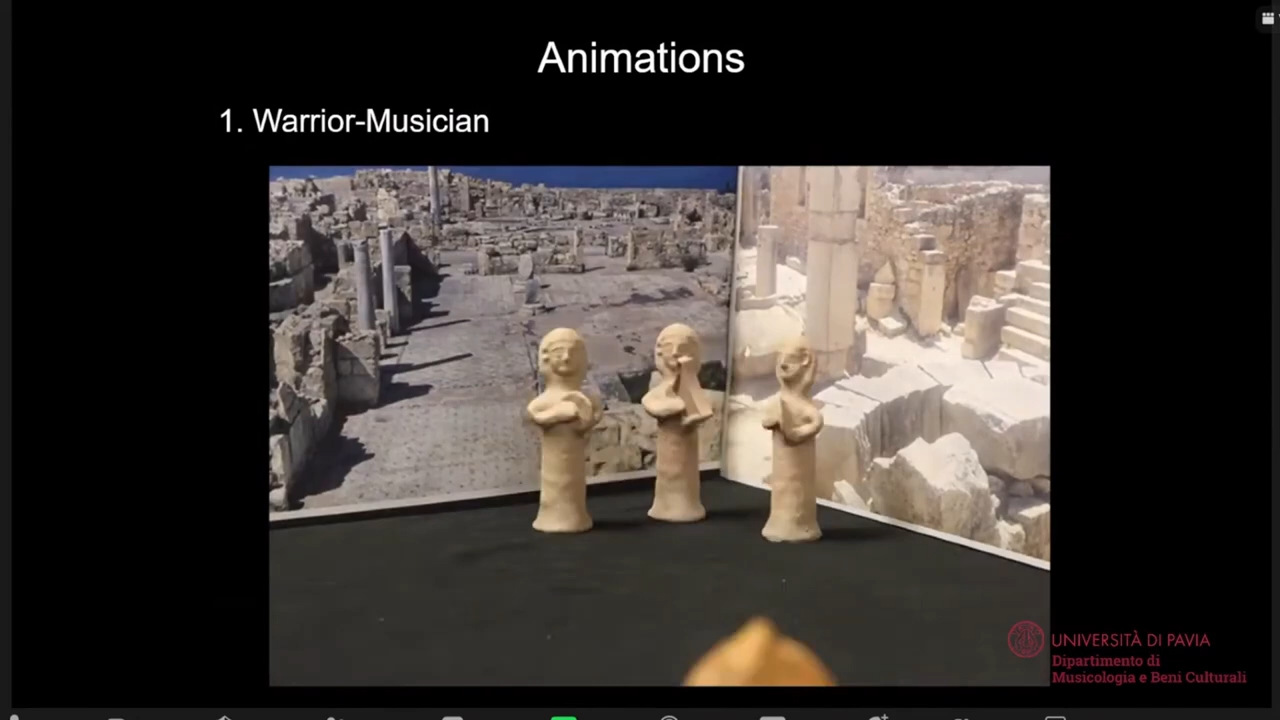 Animations
1. Warrior-Musician
UNIVERSITÀ DI PAVIA
Dipartimento di
Musicologia e Beni Culturali